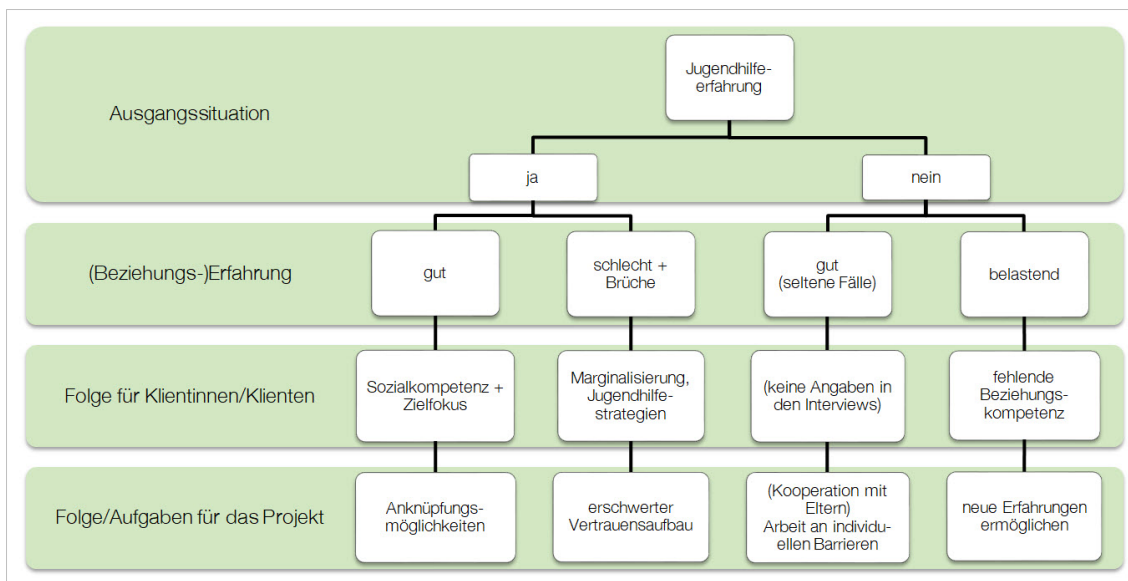 Ausgangssituation
Jugendhilfe-
erfahrung
ja
nein
(Beziehungs-)Erfahrung
gut
schlecht +
Brüche
gut
(seltene Fälle)
belastend
Folge für Klientinnen/Klienten
Sozialkompetenz +
Zielfokus
Marginalisierung,
Jugendhilfe-
strategien
(keine Angaben in
den Interviews)
fehlende
Beziehungs-
kompetenz
Folge/Aufgaben für das Projekt
Anknüpfungs-
möglichkeiten
erschwerter
Vertrauensaufbau
(Kooperation mit
Eltern)
Arbeit an individu-
ellen Barrieren
neue Erfahrungen
ermöglichen